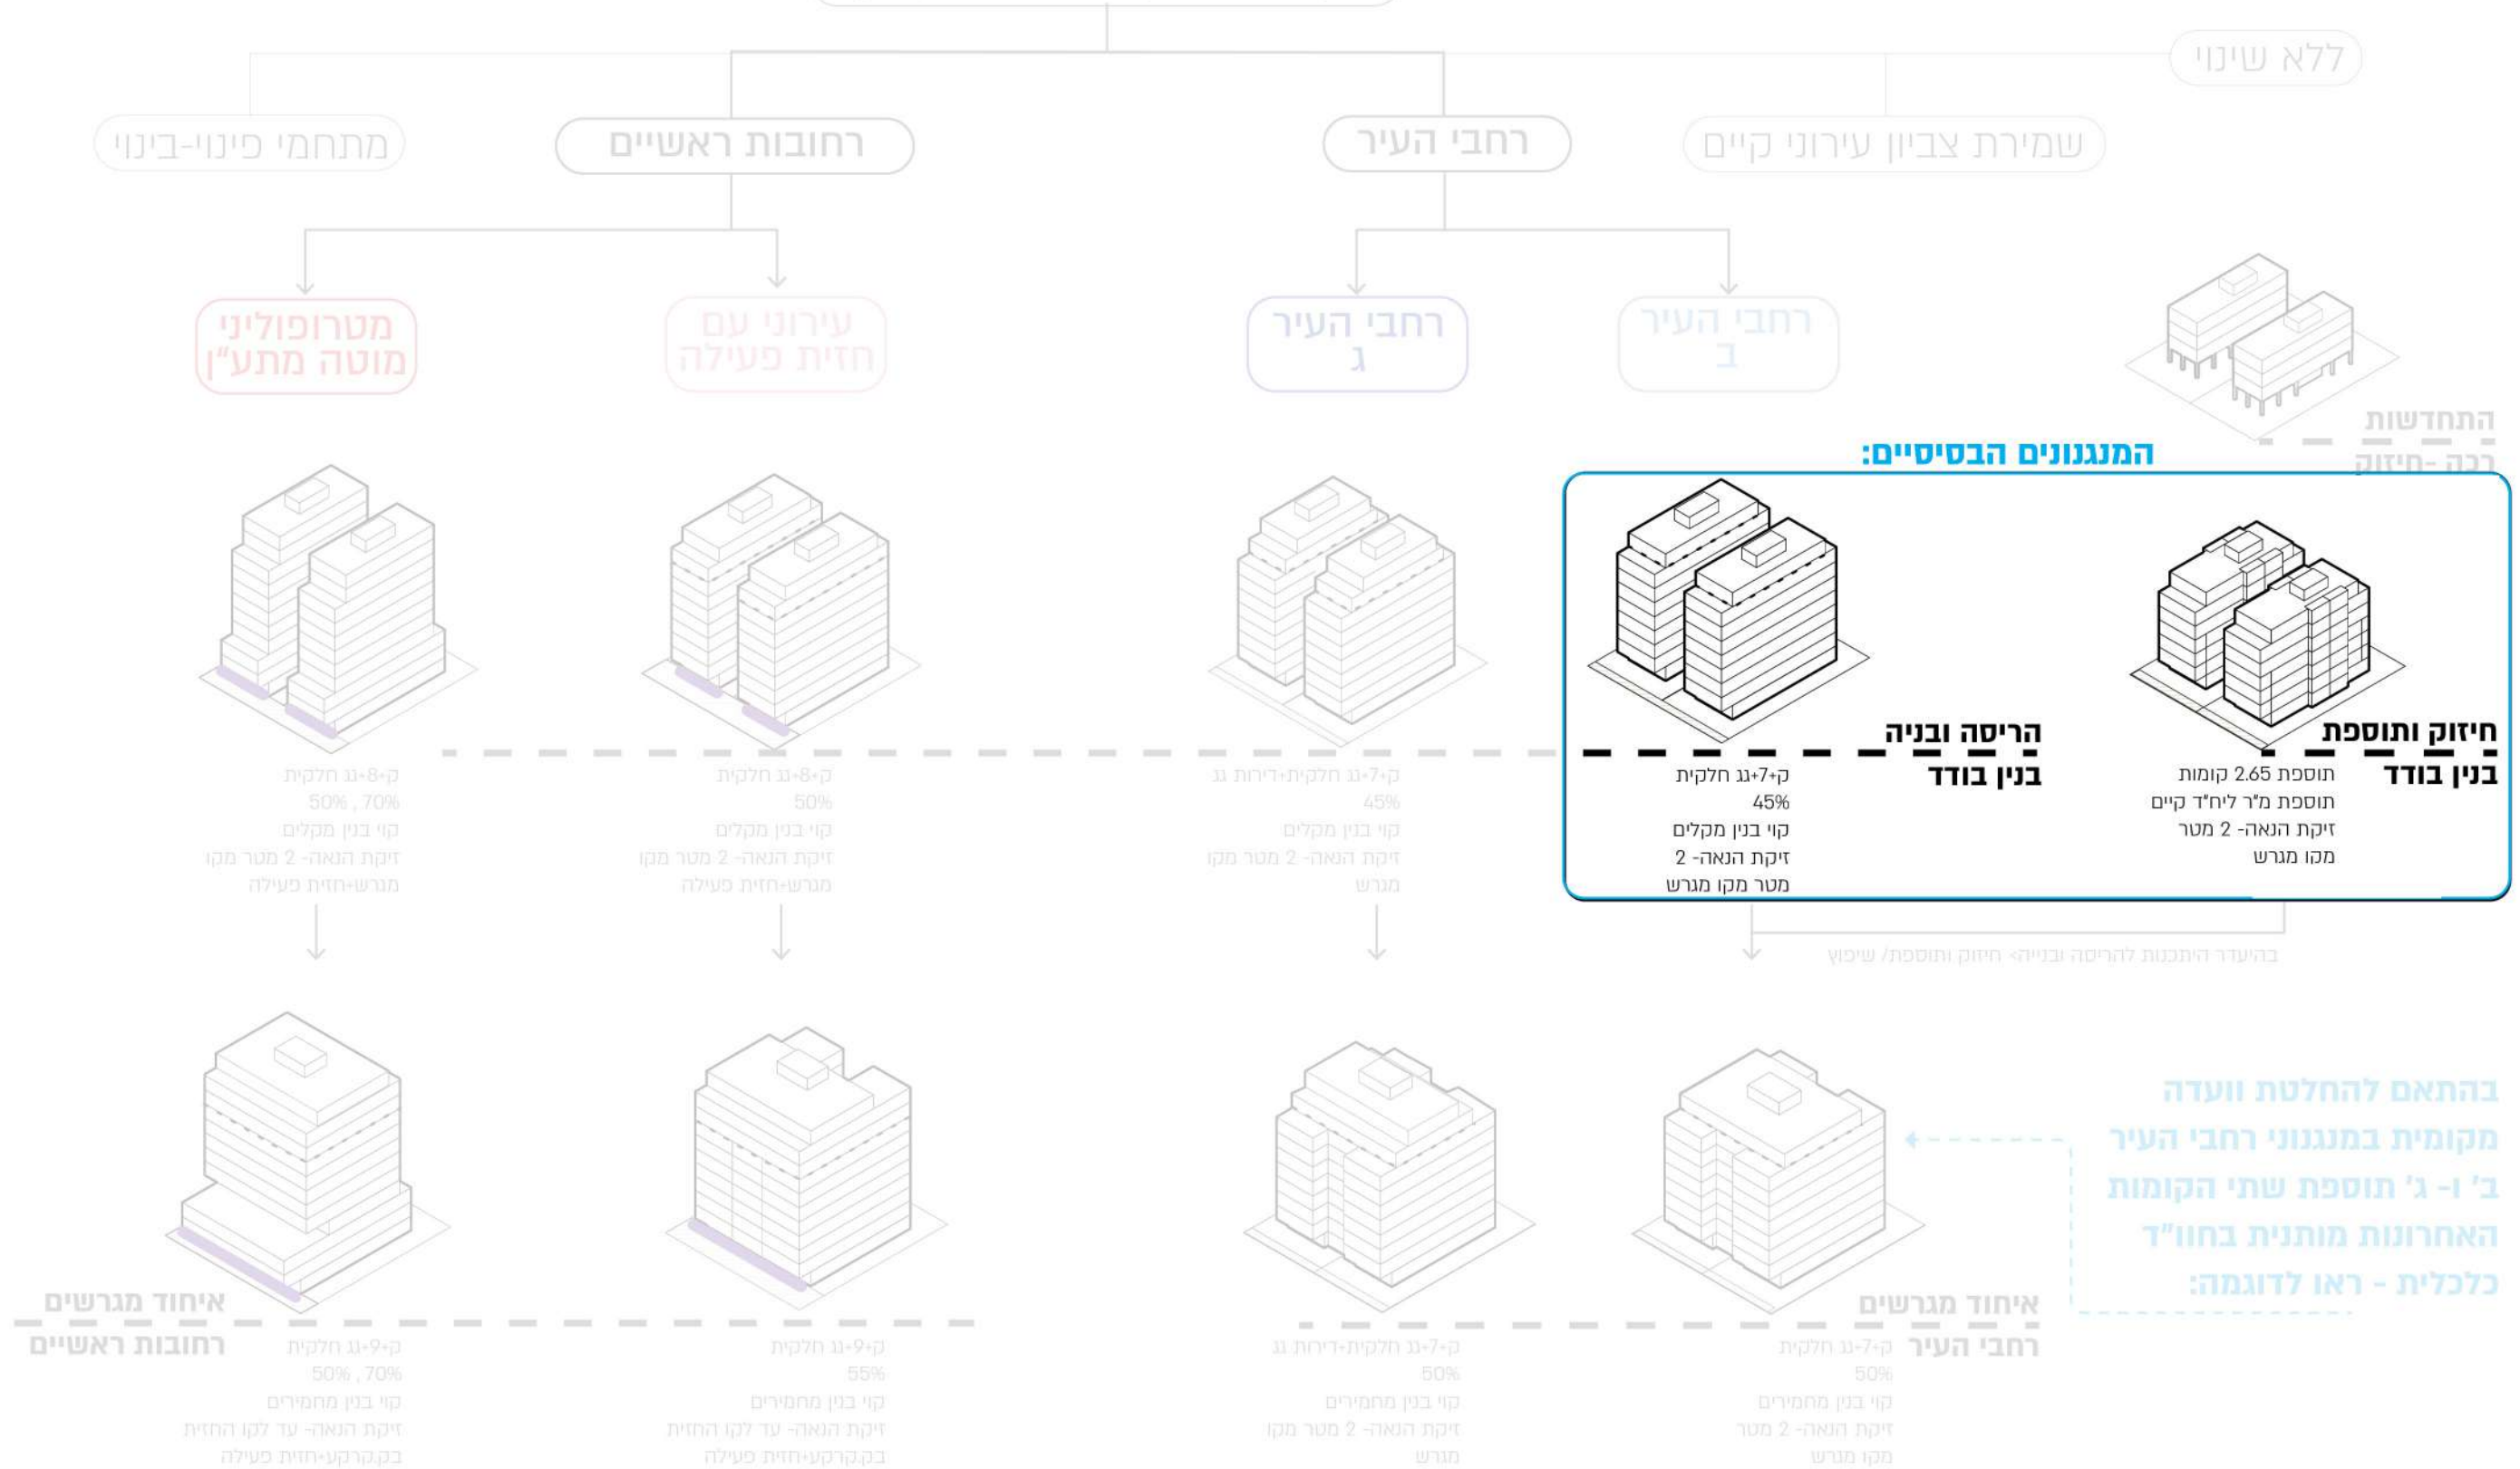 ללא שינוי
שמירת צביון עירוני קיים
רחבי העיר
רחובות ראשיים
מתחמי פינוי-בינוי
רחבי העיר
ב
רחבי העיר
ג
עירוני עם
חזית פעילה
מטרופוליני
מוטה מתע"ן
התחדשות
רכה -חיזוק
המנגנונים הבסיסיים:
חיזוק ותוספת
בנין בודד
תוספת 2.65 קומות
תוספת מ"ר ליח"ד קיים
זיקת הנאה- 2 מטר
מקו מגרש
הריסה ובניה
בנין בודד
ק+7+גג חלקית
45%
קוי בנין מקלים
זיקת הנאה- 2
מטר מקו מגרש
ק+7+גג חלקית+דירות גג
45%
קוי בנין מקלים
זיקת הנאה- 2 מטר מקו
מגרש
ק+8+גג חלקית
50%
קוי בנין מקלים
זיקת הנאה- 2 מטר מקו
מגרש+חזית פעילה
ק+8+גג חלקית
50% , 70%
קוי בנין מקלים
זיקת הנאה- 2 מטר מקו
מגרש+חזית פעילה
בהיעדר היתכנות להריסה ובנייה> חיזוק ותוספת/ שיפוץ
בהתאם להחלטת וועדה
מקומית במנגנוני רחבי העיר
ב' ו- ג' תוספת שתי הקומות
האחרונות מותנית בחוו"ד
כלכלית - ראו לדוגמה:
איחוד מגרשים
רחבי העיר
ק+7+גג חלקית
50%
קוי בנין מחמירים
זיקת הנאה- 2 מטר
מקו מגרש
ק+7+גג חלקית+דירות גג
50%
קוי בנין מחמירים
זיקת הנאה- 2 מטר מקו
מגרש
ק+9+גג חלקית
55%
קוי בנין מחמירים
זיקת הנאה- עד לקו החזית
בק.קרקע+חזית פעילה
איחוד מגרשים
רחובות ראשיים
ק+9+גג חלקית
50% , 70%
קוי בנין מחמירים
זיקת הנאה- עד לקו החזית
בק.קרקע+חזית פעילה